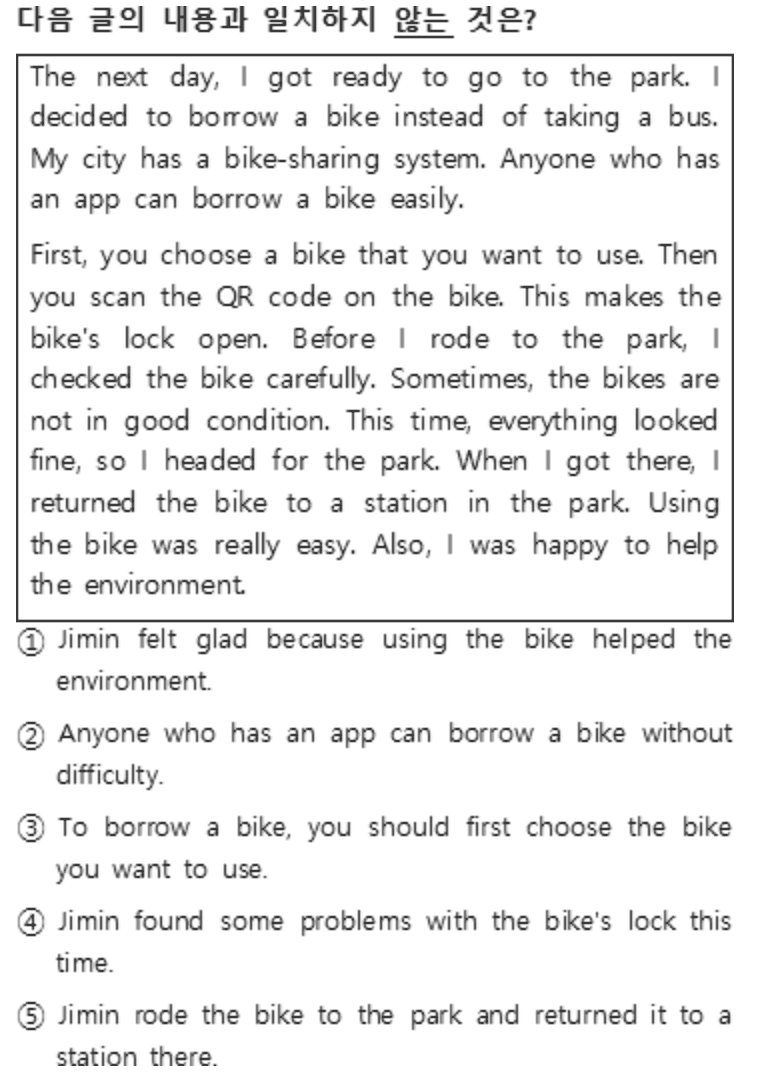 다음 글의 내용과 일치하지 않는 것은?
The next day, I got ready to go to the park. I
decided to borrow a bike instead of taking a bus.
My city has a bike-sharing system. Anyone who has
an app can borrow a bike easily.
First, you choose a bike that you want to use. Then
you scan the QR code on the bike. This makes the
bike's lock open. Before I rode to the park, I
checked the bike carefully. Sometimes, the bikes are
not in good condition. This time, everything looked
fine, so I headed for the park. When I got there, I
returned the bike to a station in the park. Using
the bike was really easy. Also, I was happy to help
the environment.
① Jimin felt glad because using the bike helped the
environment.
② Anyone who has an app can borrow a bike without
difficulty.
③ To borrow a bike, you should first choose the bike
you want to use.
④ Jimin found some problems with the bike's lock this
time.
⑤ Jimin rode the bike to the park and returned it to a
station there.